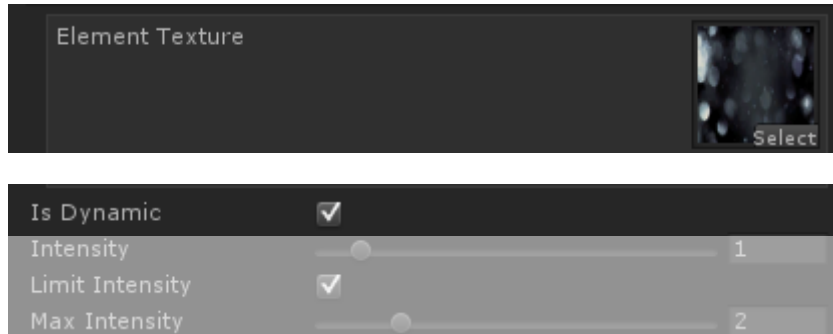 Element Texture
Select
Is Dynamic
Intensity 1
Limit Intensity
Max Intensity 2